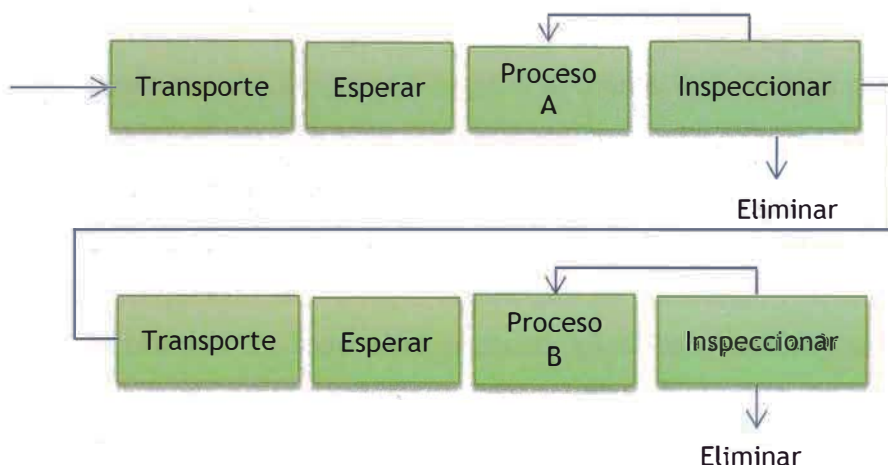 Transporte
Esperar
Proceso
A
Inspeccionar
Eliminar
Transporte
Esperar
Proceso
B
Inspeccionar
Eliminar